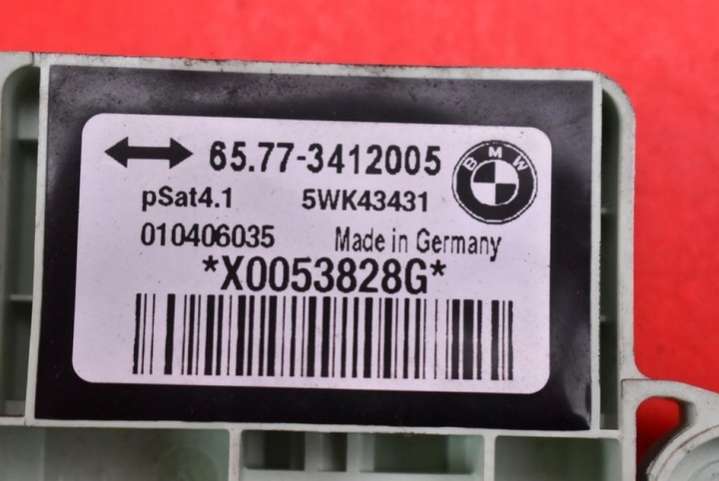 65.77-3412005
BMW
pSat4.1 5WK43431
010406035 Made in Germany
*X0053828G*